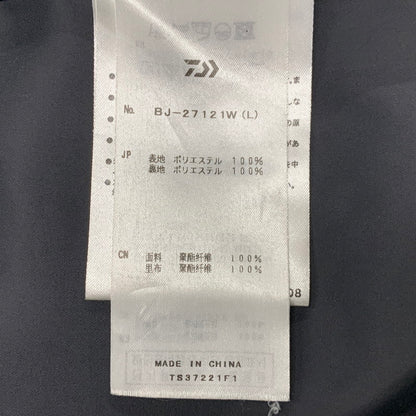 No. BJ-27121W(L)
JP 表地 ポリエステル 100%
裏地 ポリエステル 100%
CN 面料 聚酯纤维 100%
里布 聚酯纤维 100%
MADE IN CHINA
TS37221F1
08